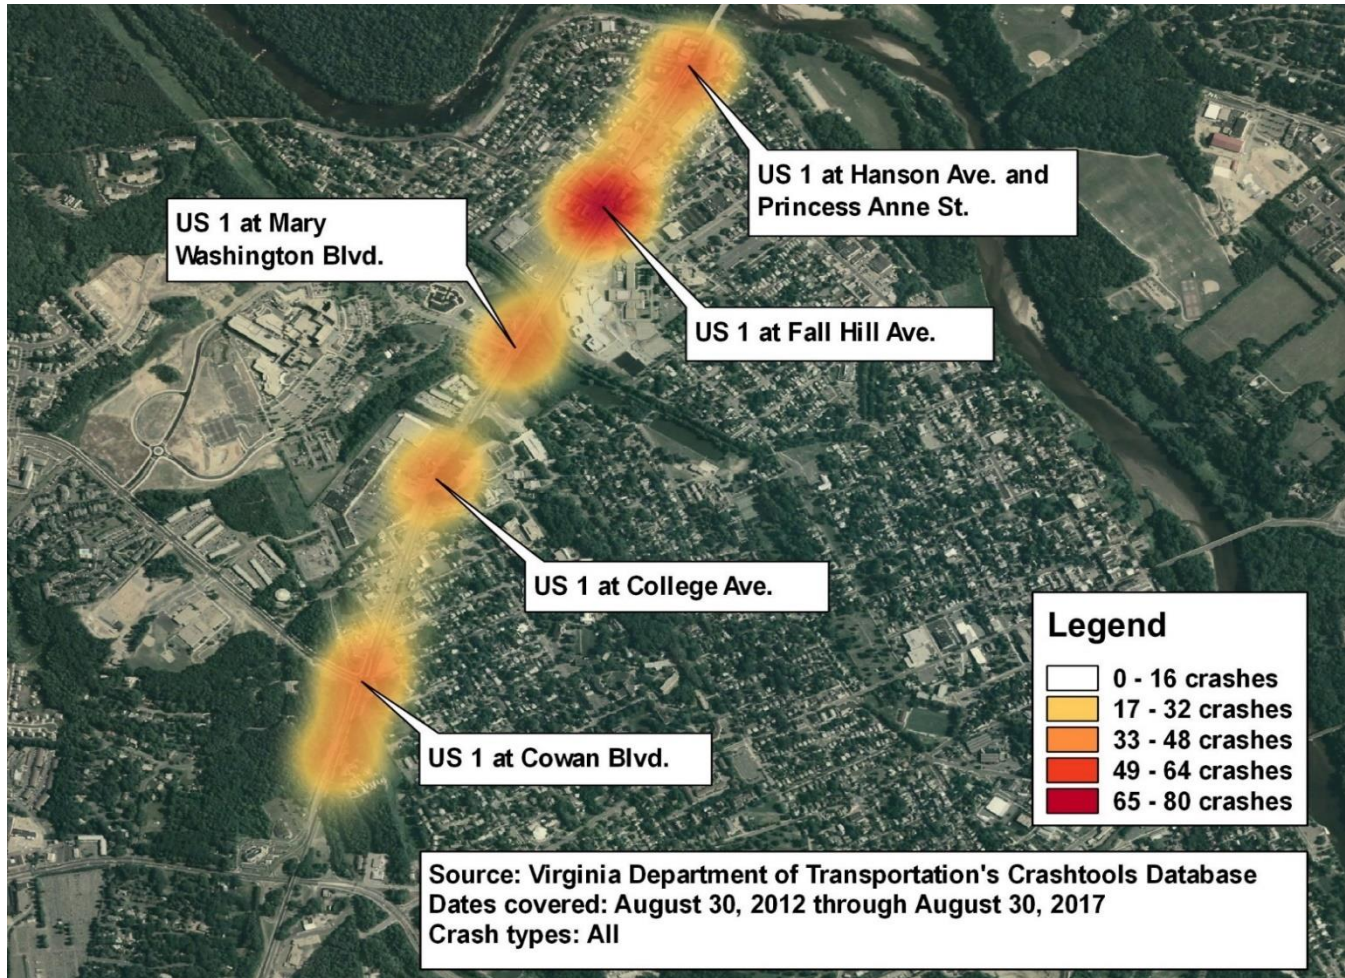 US 1 at Hanson Ave. and
Princess Anne St.
US 1 at Mary
Washington Blvd.
US 1 at Fall Hill Ave.
US 1 at College Ave.
US 1 at Cowan Blvd.
Legend
0 - 16 crashes
17 - 32 crashes
33 - 48 crashes
49 - 64 crashes
65 - 80 crashes
Source: Virginia Department of Transportation's Crashtools Database
Dates covered: August 30, 2012 through August 30, 2017
Crash types: All